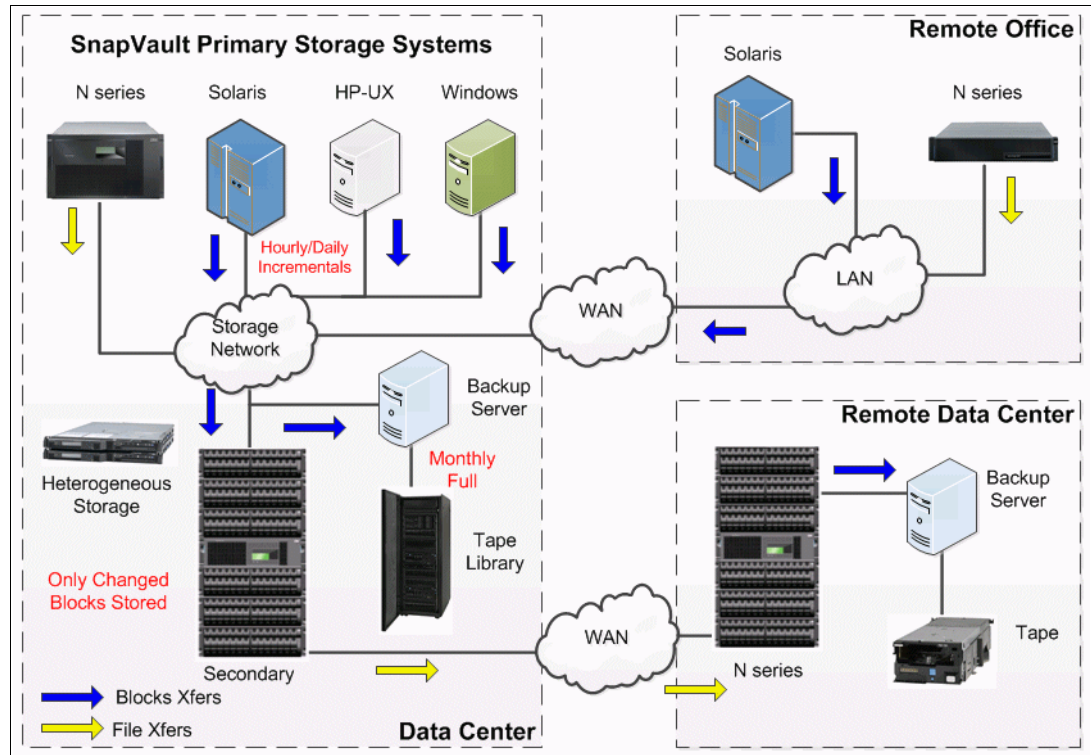 SnapVault Primary Storage Systems
N series
Solaris
HP-UX
Windows
Hourly/Daily
Incrementals
Storage
Network
WAN
Remote Office
Solaris
N series
LAN
Backup
Server
Heterogeneous
Storage
Monthly
Full
Tape
Library
Only Changed
Blocks Stored
Secondary
Blocks Xfers
File Xfers
Data Center
WAN
Remote Data Center
Backup
Server
N series
Tape